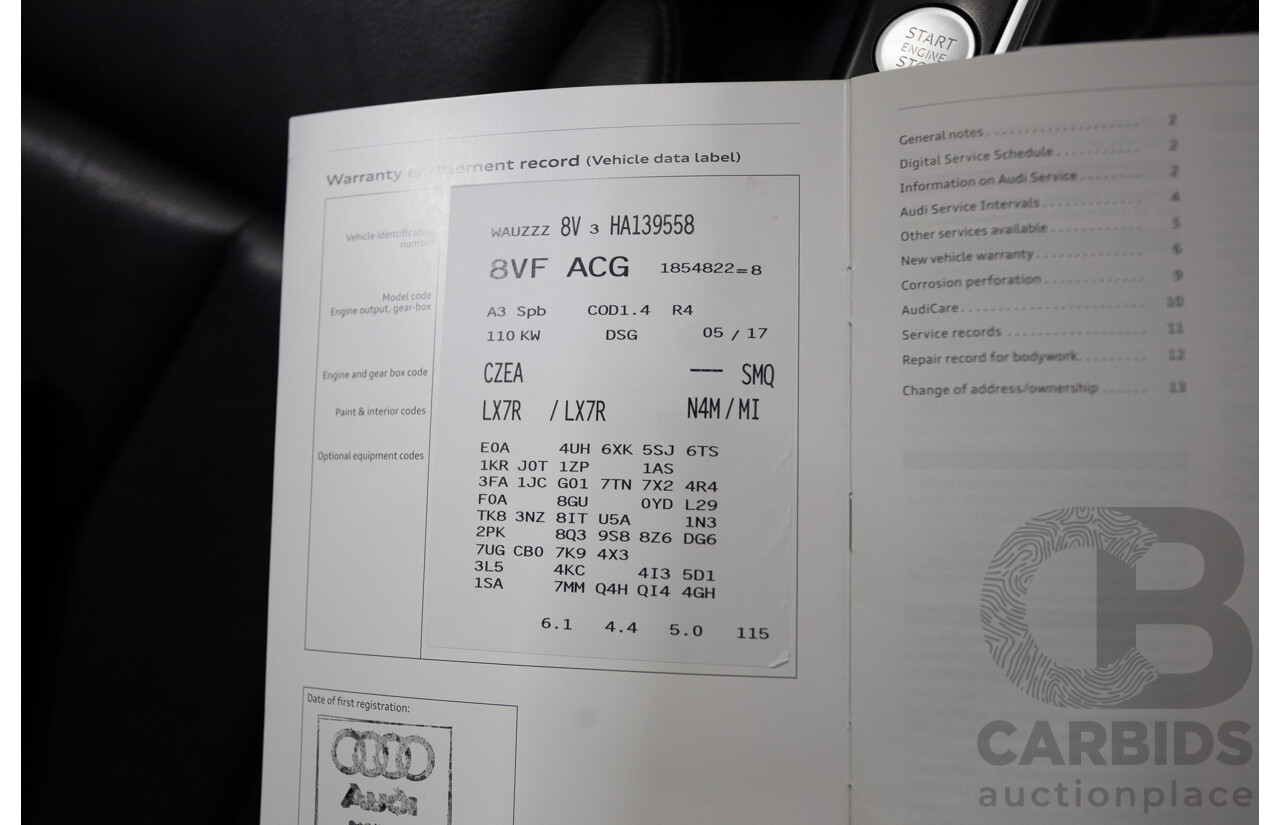 START
ENGINE
Warranty entitlement record (Vehicle data label)
Vehicle identification
number
WAUZZZ 8V 3 HA139558
8VF ACG 1854822=8
Model code
Engine output, gear-box
A3 Spb COD1.4 R4
110 KW DSG 05 / 17
Engine and gear box code
CZEA --- SMQ
Paint & interior codes
LX7R / LX7R N4M / MI
Optional equipment codes
E0A 4UH 6XK 5SJ 6TS
1KR J0T 1ZP 1AS
3FA 1JC G01 7TN 7X2 4R4
F0A 8GU 0YD L29
TK8 3NZ 8IT U5A 1N3
2PK 8Q3 9S8 8Z6 DG6
7UG CB0 7K9 4X3
3L5 4KC 4I3 5D1
1SA 7MM Q4H QI4 4GH
6.1 4.4 5.0 115
Date of first registration:
Audi
General notes 2
Digital Service Schedule 2
Information on Audi Service 2
Audi Service Intervals 4
Other services available 5
New vehicle warranty 6
Corrosion perforation 9
AudiCare 10
Service records 11
Repair record for bodywork 12
Change of address/ownership 13
CB
CARBIDS
auctionplace